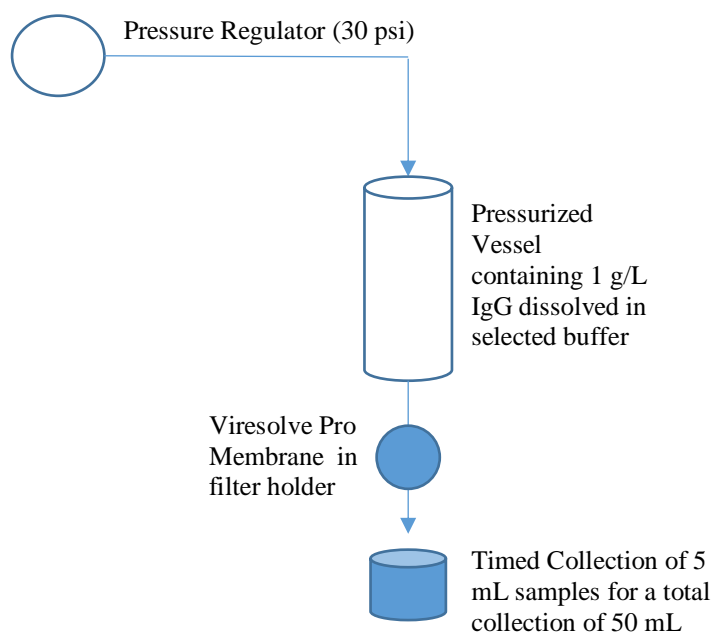 Pressure Regulator (30 psi)
Pressurized
Vessel
containing 1 g/L
IgG dissolved in
selected buffer
Viresolve Pro
Membrane in
filter holder
Timed Collection of 5
mL samples for a total
collection of 50 mL